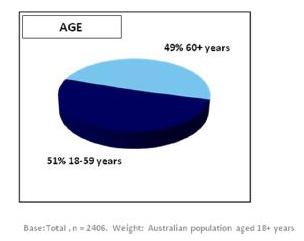 AGE
49% 60+ years
51% 18-59 years
Base:Total , n = 2406.  Weight:  Australian population  aged 18+ years